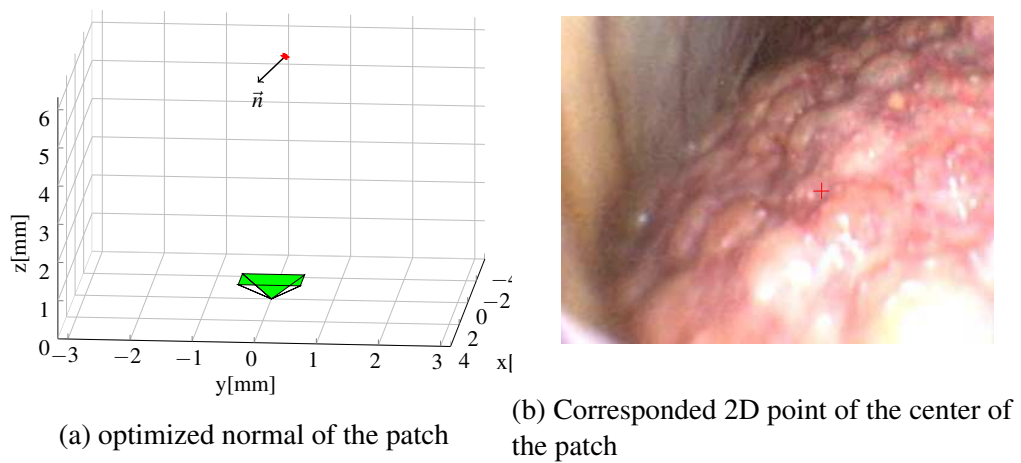 n⃗
6
5
4
3
2
1
0
z[mm]
−3 −2 −1 0 1 2 3
y[mm]
−4
−2
0
2
4
x[
(a) optimized normal of the patch
(b) Corresponded 2D point of the center of
the patch